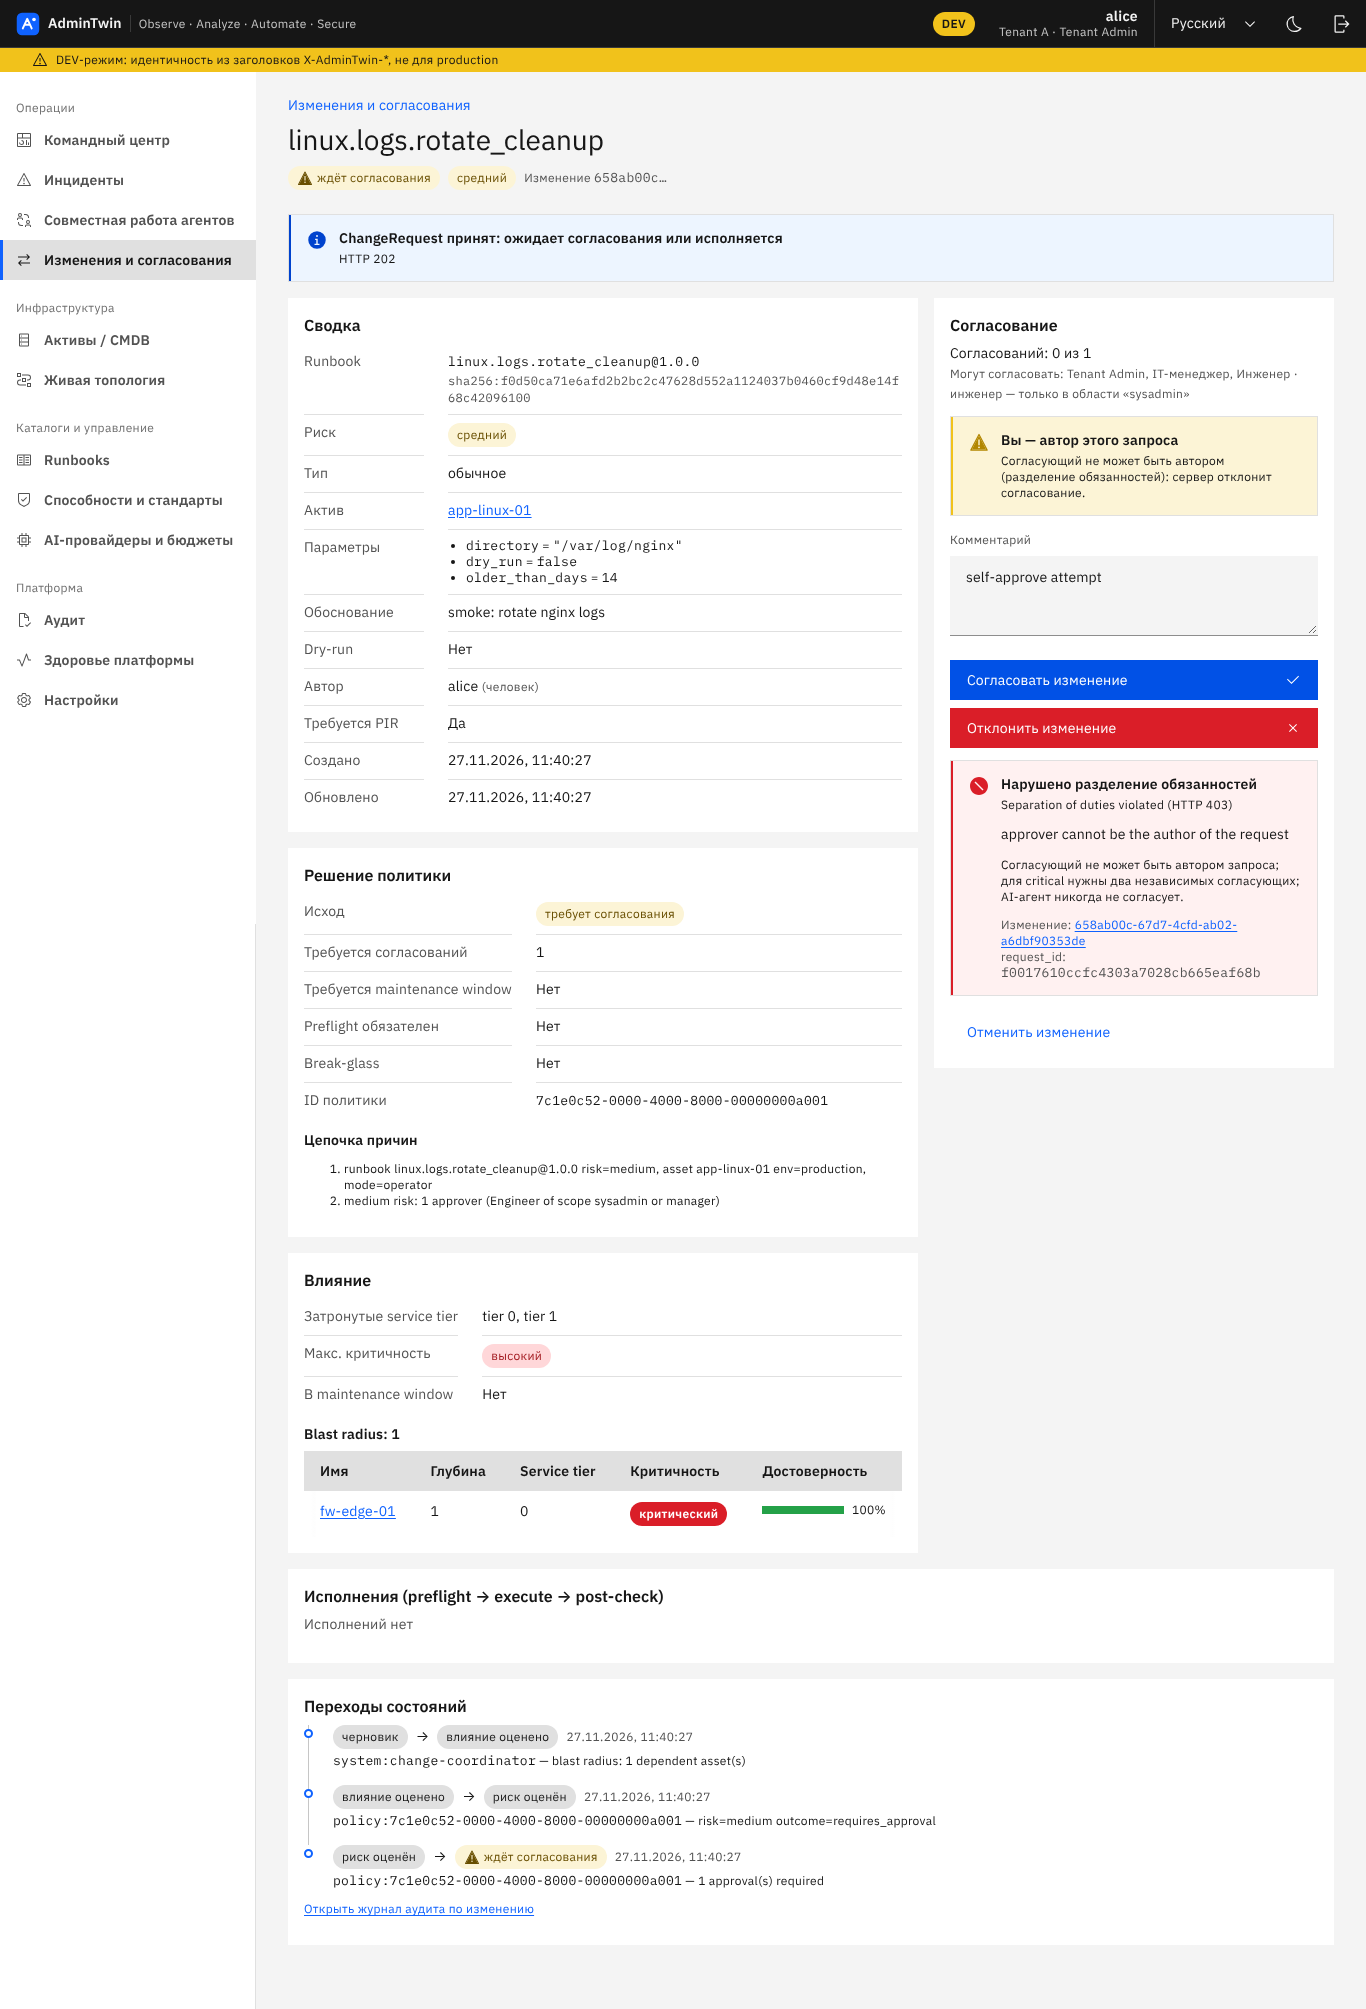 AdminTwin
Observe · Analyze · Automate · Secure
DEV
alice
Tenant A · Tenant Admin
Русский
DEV-режим: идентичность из заголовков X-AdminTwin-*, не для production
Операции
Командный центр
Инциденты
Совместная работа агентов
Изменения и согласования
Инфраструктура
Активы / CMDB
Живая топология
Каталоги и управление
Runbooks
Способности и стандарты
AI-провайдеры и бюджеты
Платформа
Аудит
Здоровье платформы
Настройки
Изменения и согласования
linux.logs.rotate_cleanup
ждёт согласования средний Изменение 658ab00c…
ChangeRequest принят: ожидает согласования или исполняется
HTTP 202
Сводка
Runbook linux.logs.rotate_cleanup@1.0.0
sha256:f0d50ca71e6afd2b2bc2c47628d552a1124037b0460cf9d48e14f
68c42096100
Риск средний
Тип обычное
Актив app-linux-01
Параметры • directory = "/var/log/nginx"
• dry_run = false
• older_than_days = 14
Обоснование smoke: rotate nginx logs
Dry-run Нет
Автор alice (человек)
Требуется PIR Да
Создано 27.11.2026, 11:40:27
Обновлено 27.11.2026, 11:40:27
Согласование
Согласований: 0 из 1
Могут согласовать: Tenant Admin, IT-менеджер, Инженер ·
инженер — только в области «sysadmin»
Вы — автор этого запроса
Согласующий не может быть автором
(разделение обязанностей): сервер отклонит
согласование.
Комментарий
self-approve attempt
Согласовать изменение
Отклонить изменение
Нарушено разделение обязанностей
Separation of duties violated (HTTP 403)
approver cannot be the author of the request
Согласующий не может быть автором запроса;
для critical нужны два независимых согласующих;
AI-агент никогда не согласует.
Изменение: 658ab00c-67d7-4cfd-ab02-
a6dbf90353de
request_id:
f0017610ccfc4303a7028cb665eaf68b
Отменить изменение
Решение политики
Исход требует согласования
Требуется согласований 1
Требуется maintenance window Нет
Preflight обязателен Нет
Break-glass Нет
ID политики 7c1e0c52-0000-4000-8000-00000000a001
Цепочка причин
1. runbook linux.logs.rotate_cleanup@1.0.0 risk=medium, asset app-linux-01 env=production,
mode=operator
2. medium risk: 1 approver (Engineer of scope sysadmin or manager)
Влияние
Затронутые service tier tier 0, tier 1
Макс. критичность высокий
В maintenance window Нет
Blast radius: 1
Имя Глубина Service tier Критичность Достоверность
fw-edge-01 1 0 критический 100%
Исполнения (preflight → execute → post-check)
Исполнений нет
Переходы состояний
черновик → влияние оценено 27.11.2026, 11:40:27
system:change-coordinator — blast radius: 1 dependent asset(s)
влияние оценено → риск оценён 27.11.2026, 11:40:27
policy:7c1e0c52-0000-4000-8000-00000000a001 — risk=medium outcome=requires_approval
риск оценён → ждёт согласования 27.11.2026, 11:40:27
policy:7c1e0c52-0000-4000-8000-00000000a001 — 1 approval(s) required
Открыть журнал аудита по изменению